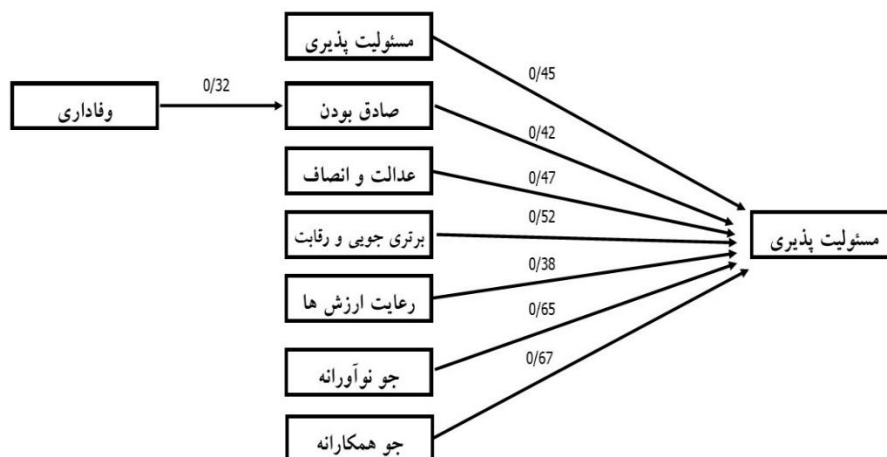 مسئولیت پذیری
0/45
وفاداری
0/32
صادق بودن
0/42
عدالت و انصاف
0/47
برتری جویی و رقابت
0/52
مسئولیت پذیری
رعایت ارزش ها
0/38
جو نوآورانه
0/65
جو همکارانه
0/67